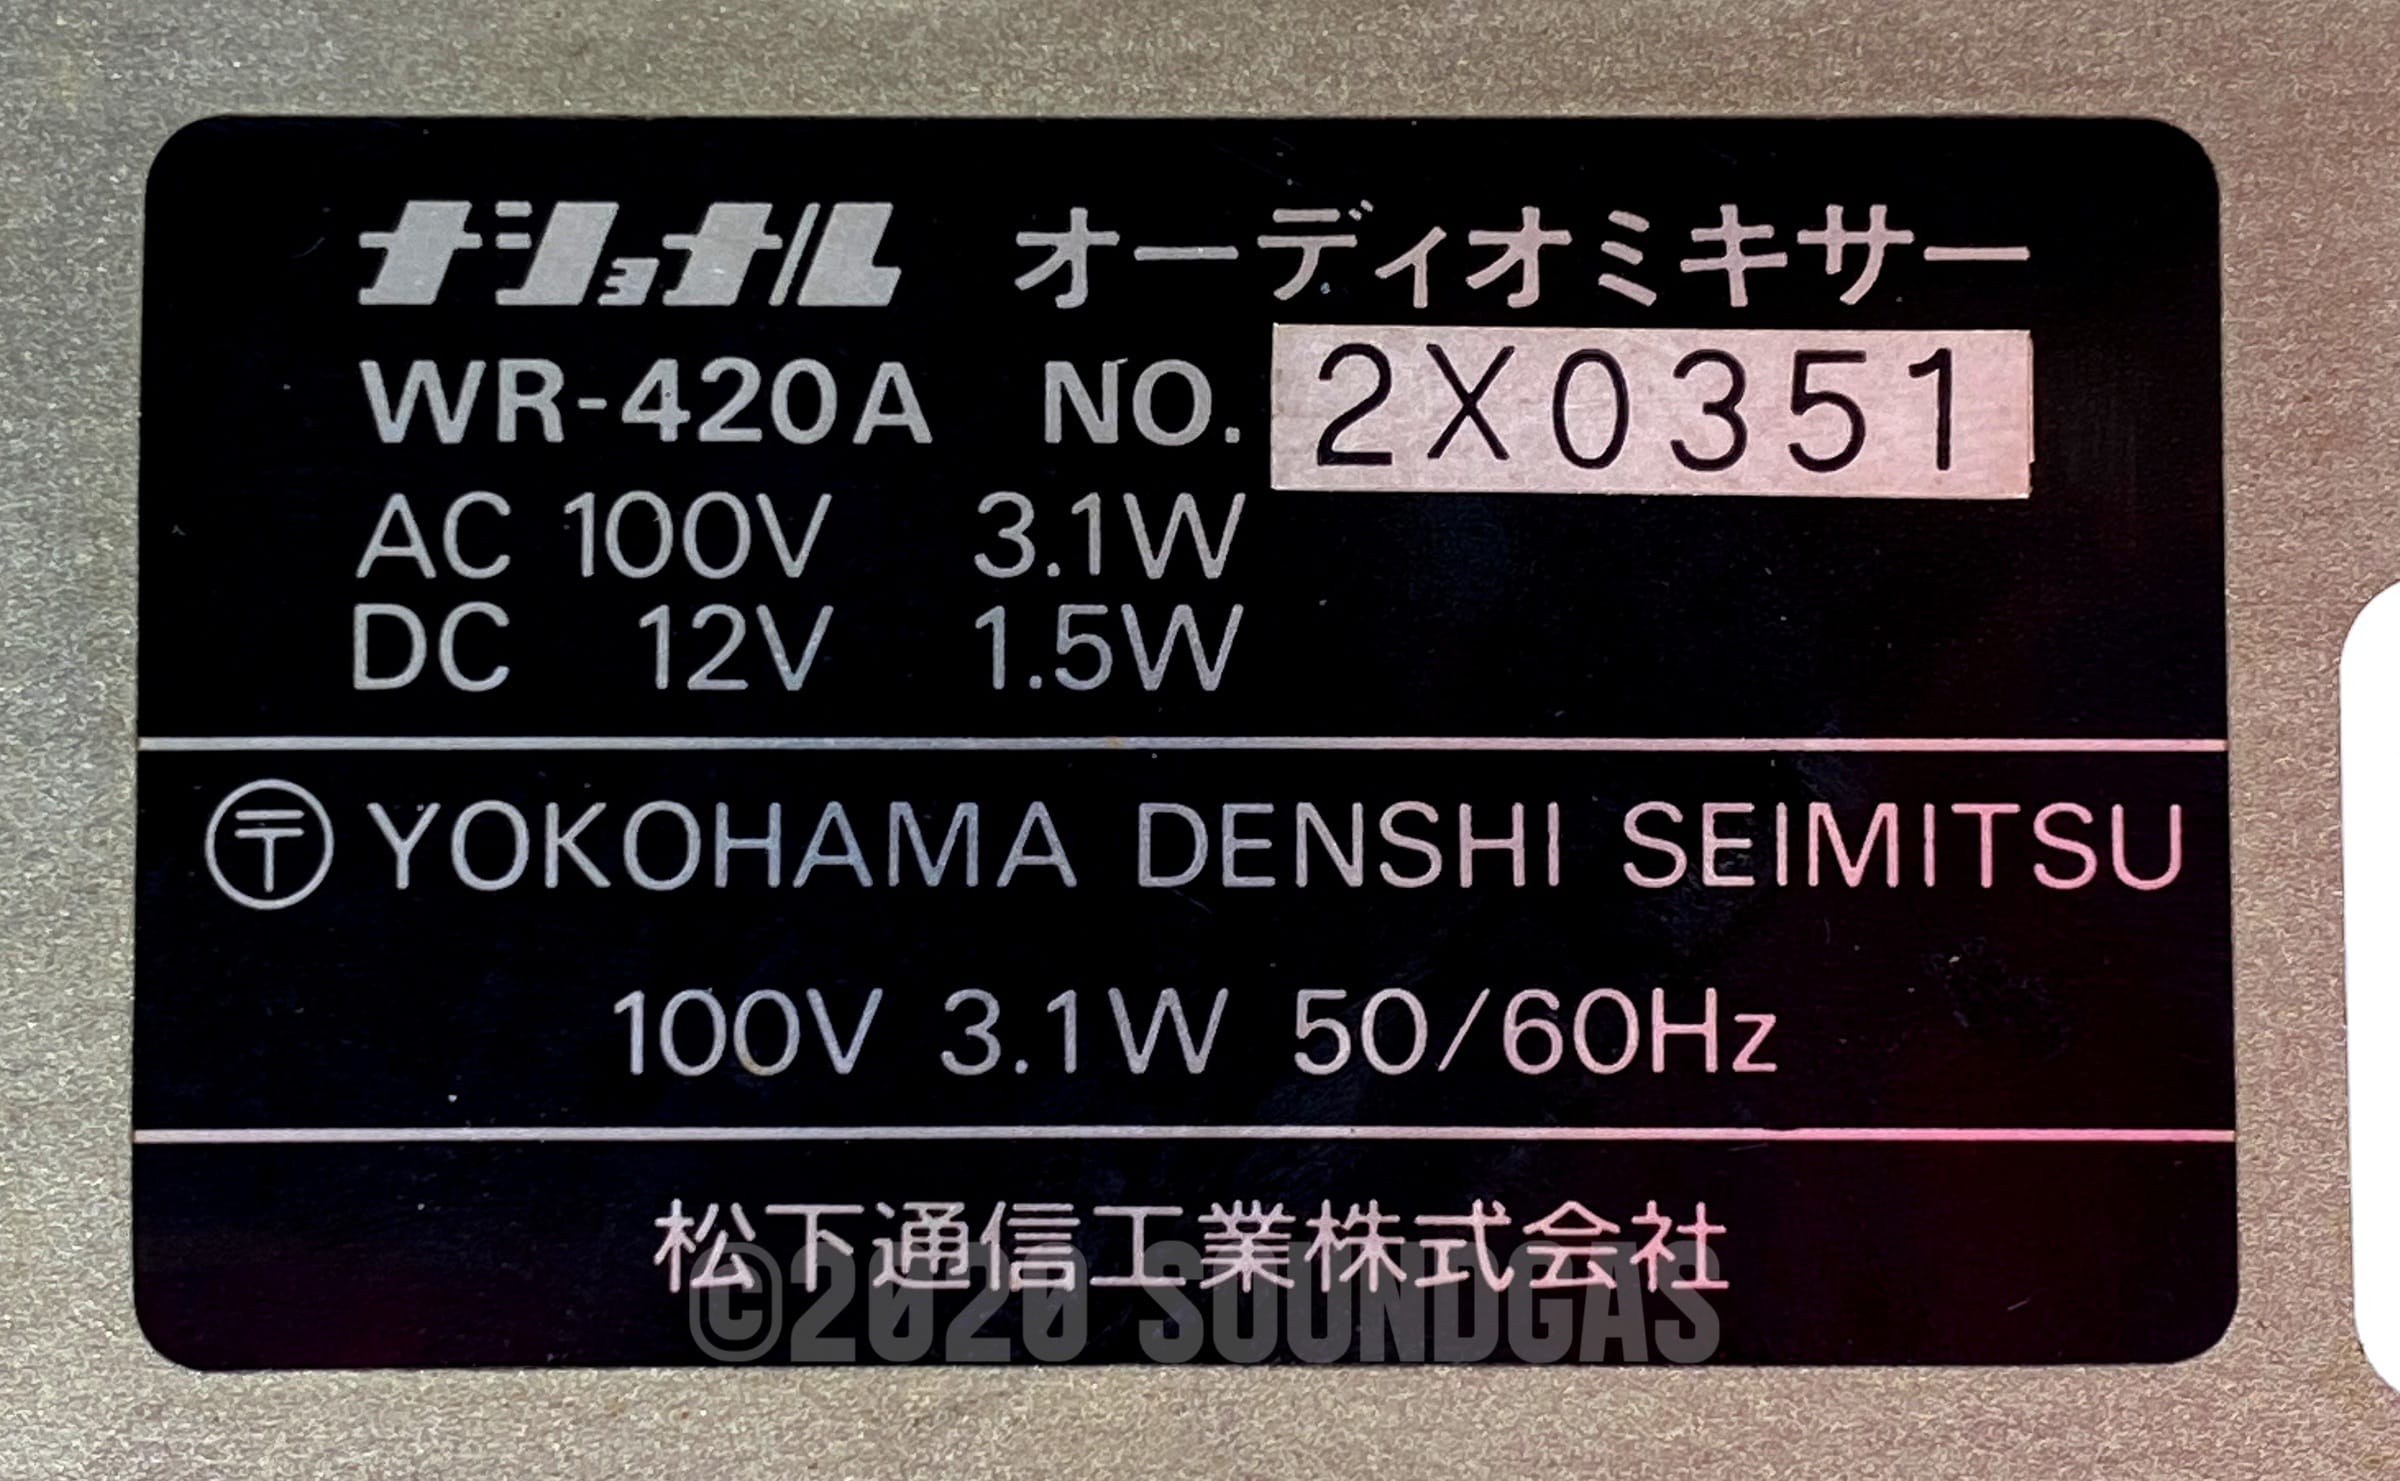 ナショナル オーディオミキサー
WR-420A NO. 2X0351
AC 100V 3.1W
DC 12V 1.5W
〒 YOKOHAMA DENSHI SEIMITSU
100V 3.1W 50/60Hz
松下通信工業株式会社
©2020 SOUNDGAS